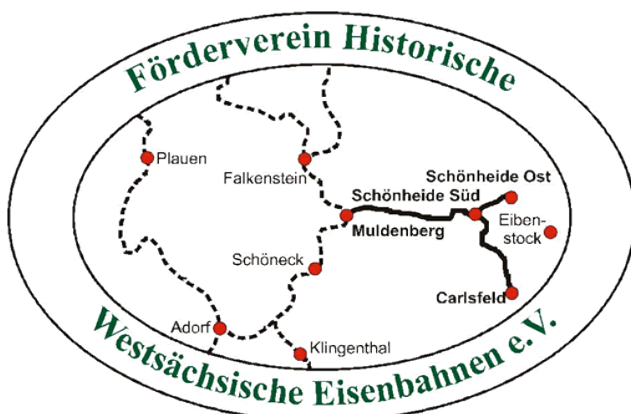 Förderverein Historische
Plauen
Falkenstein
Schönheide Ost
Schönheide Süd
Eiben-
stock
Muldenberg
Schöneck
Carlsfeld
Adorf
Klingenthal
Westsächsische Eisenbahnen e.V.